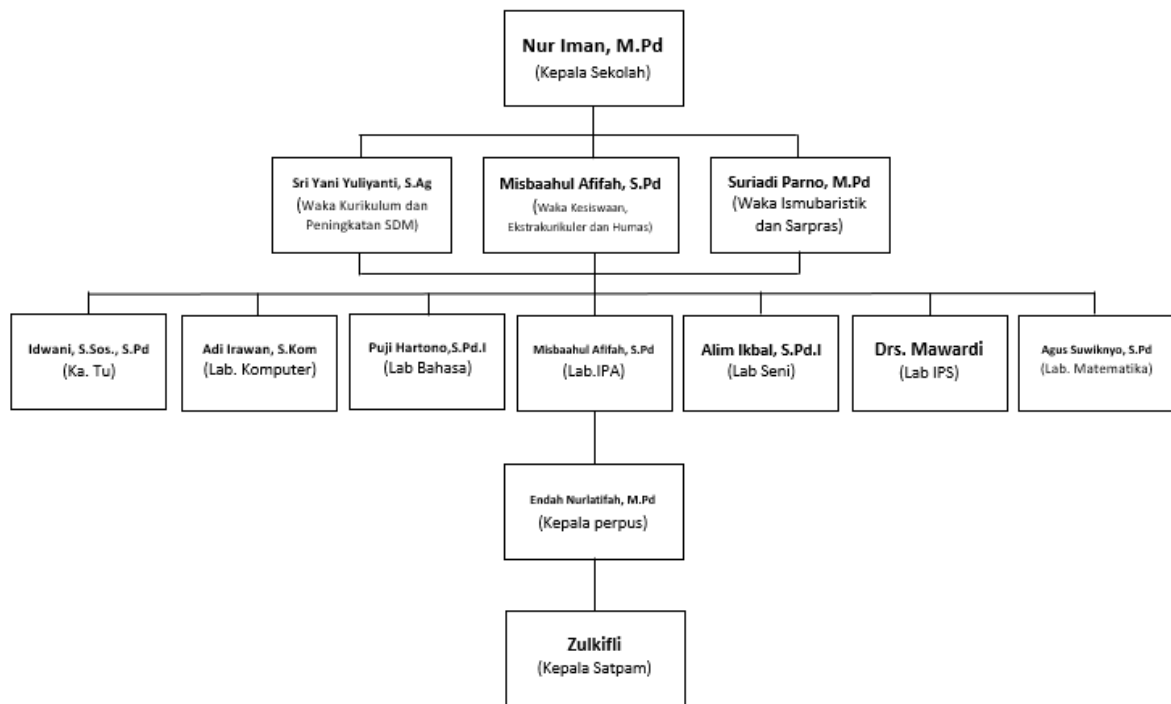 Nur Iman, M.Pd
(Kepala Sekolah)
Sri Yani Yuliyanti, S.Ag
(Waka Kurikulum dan
Peningkatan SDM)
Misbaahul Afifah, S.Pd
(Waka Kesiswaan,
Ekstrakurikuler dan Humas)
Suriadi Parno, M.Pd
(Waka Ismubaristik
dan Sarpras)
Idwani, S.Sos., S.Pd
(Ka. Tu)
Adi Irawan, S.Kom
(Lab. Komputer)
Puji Hartono,S.Pd.I
(Lab Bahasa)
Misbaahul Afifah, S.Pd
(Lab.IPA)
Alim Ikbal, S.Pd.I
(Lab Seni)
Drs. Mawardi
(Lab IPS)
Agus Suwiknyo, S.Pd
(Lab. Matematika)
Endah Nurlatifah, M.Pd
(Kepala perpus)
Zulkifli
(Kepala Satpam)